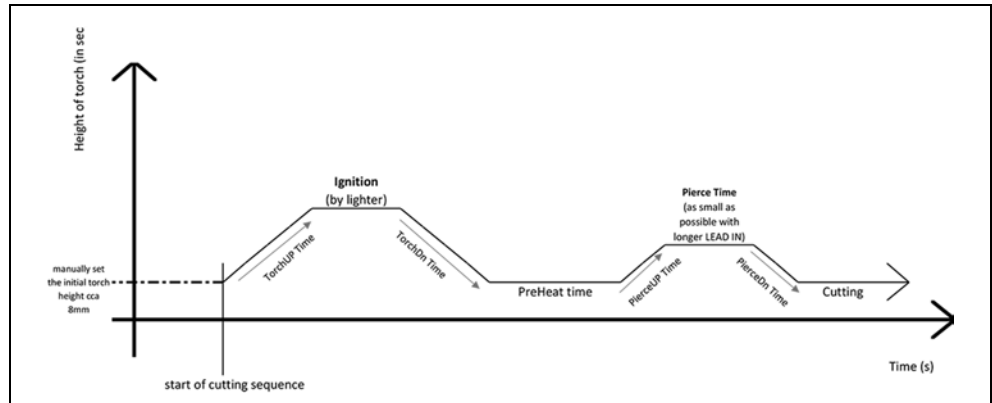 Height of torch (in sec
Ignition
(by lighter)
Pierce Time
(as small as
possible with
longer LEAD IN)
TorchUP Time
TorchDn Time
PierceUP Time
PierceDn Time
manually set
the initial torch
height cca
8mm
PreHeat time
Cutting
Time (s)
start of cutting sequence